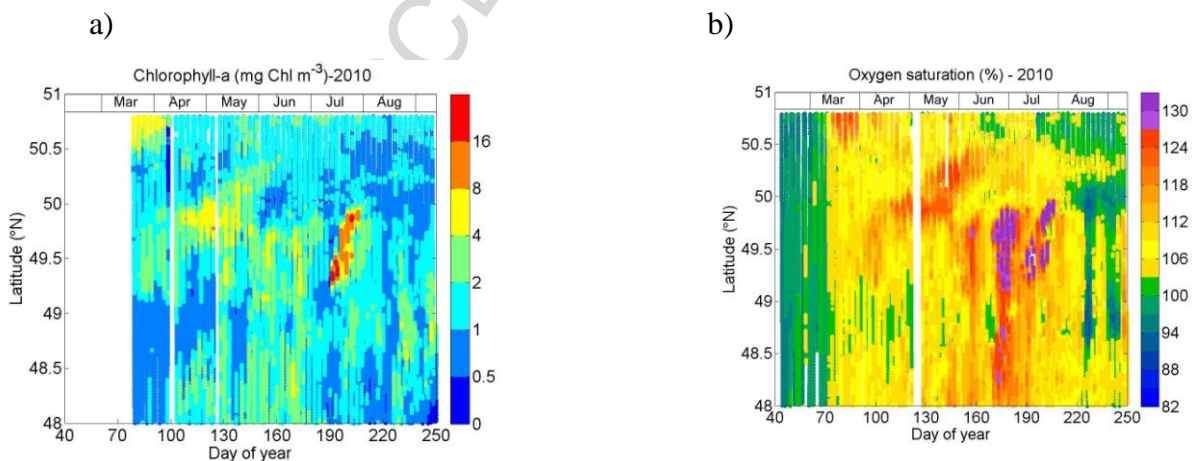 a)
b)
Chlorophyll-a (mg Chl m⁻³)-2010
51
Mar Apr May Jun Jul Aug
50.5
50
49.5
49
48.5
48
40 70 100 130 160 190 220 250
Day of year
Latitude (ºN)
16
8
4
2
1
0.5
0
Oxygen saturation (%) - 2010
51
Mar Apr May Jun Jul Aug
50.5
50
49.5
49
48.5
48
40 70 100 130 160 190 220 250
Day of year
Latitude (ºN)
130
124
118
112
106
100
94
88
82